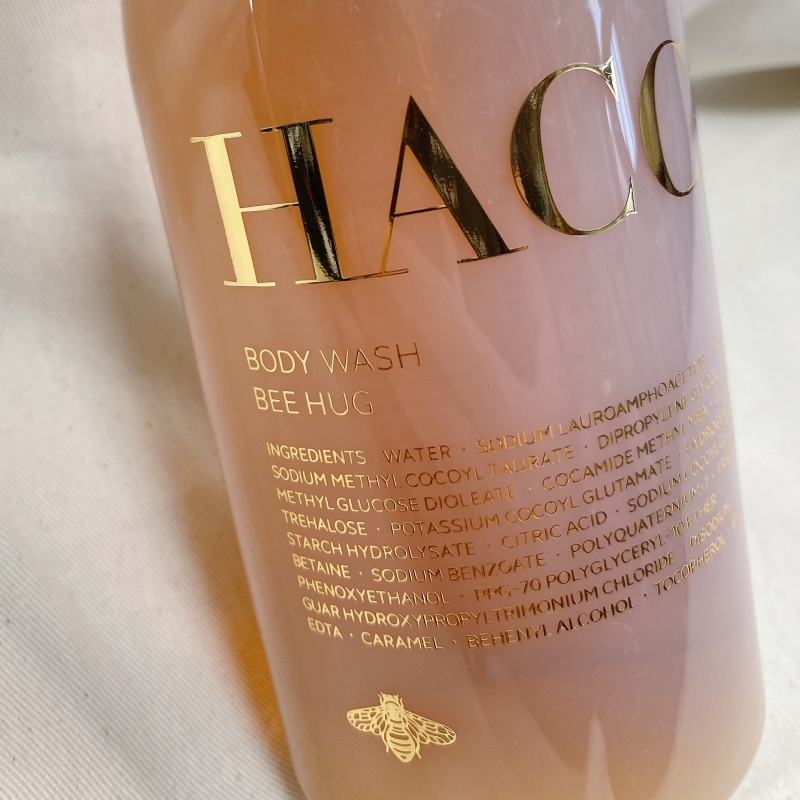 HACC
BODY WASH
BEE HUG
INGREDIENTS : WATER · SODIUM LAUROAMPHOACETATE
SODIUM METHYL COCOYL TAURATE · DIPROPYLENE GLYCOL
METHYL GLUCOSE DIOLEATE · COCAMIDE METHYL MEA
TREHALOSE · POTASSIUM COCOYL GLUTAMATE · HYDROGENATED
STARCH HYDROLYSATE · CITRIC ACID · SODIUM COCOYL
BETAINE · SODIUM BENZOATE · POLYQUATERNIUM-7
PHENOXYETHANOL · PPG-70 POLYGLYCERYL-10 ETHER
GUAR HYDROXYPROPYLTRIMONIUM CHLORIDE · DISODIUM
EDTA · CARAMEL · BEHENYL ALCOHOL · TOCOPHEROL